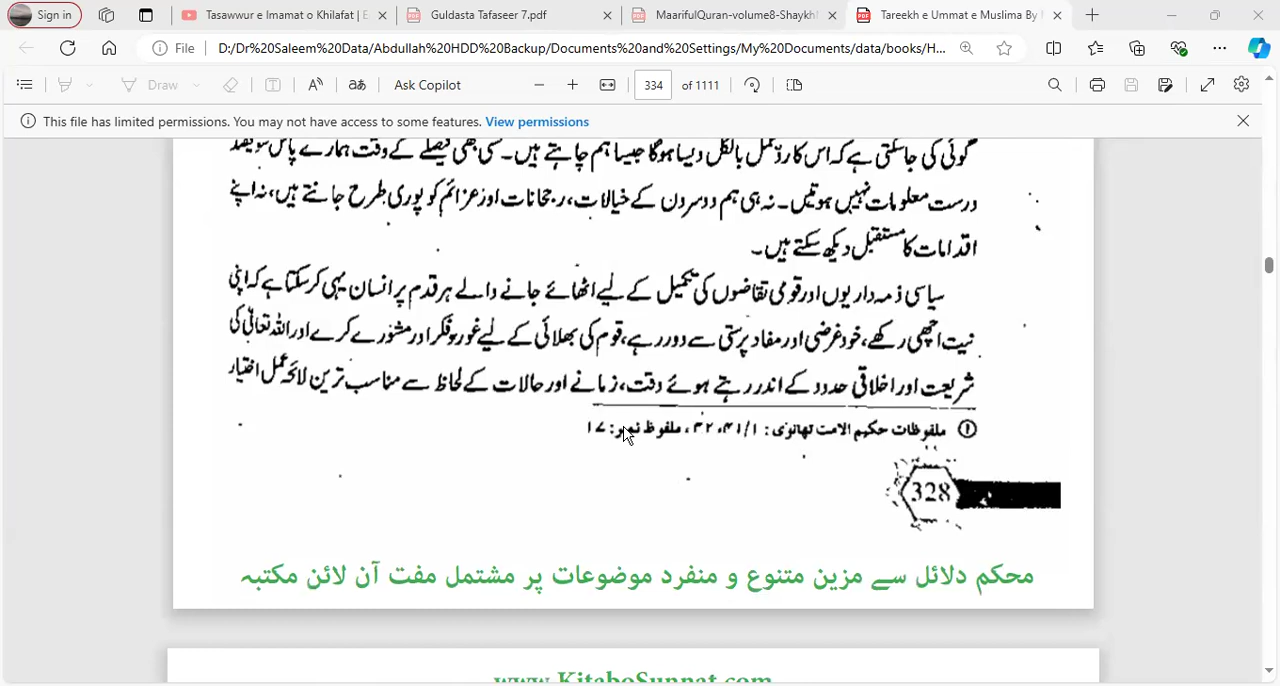 Sign in
Tasawwur e Imamat o Khilafat | E
Guldasta Tafaseer 7.pdf
MaarifulQuran-volume8-Shaykh
Tareekh e Ummat e Muslima By
File
D:/Dr%20Saleem%20Data/Abdullah%20HDD%20Backup/Documents%20and%20Settings/My%20Documents/data/books/H...
Draw
Ask Copilot
334
of 1111
This file has limited permissions. You may not have access to some features. View permissions
گوئی کی جاسکتی ہے کہ اس کا ردِّ عمل بالکل ویسا ہوگا جیسا ہم چاہتے ہیں۔ کسی بھی فیصلے کے وقت ہمارے پاس سو فیصد
درست معلومات نہیں ہوتیں۔ نہ ہی ہم دوسروں کے خیالات، رجحانات اور عزائم کو پوری طرح جانتے ہیں، نہ اپنے
اقدامات کا مستقبل دیکھ سکتے ہیں۔
سیاسی ذمہ داریوں اور قومی تقاضوں کی تکمیل کے لیے اٹھائے جانے والے ہر قدم پر انسان یہی کرسکتا ہے کہ اپنی
نیت اچھی رکھے، خودغرضی اور مفاد پرستی سے دور رہے، قوم کی بھلائی کے لیے غور و فکر اور مشورے کرے اور اللہ تعالیٰ کی
شریعت اور اخلاقی حدود کے اندر رہتے ہوئے وقت، زمانے اور حالات کے لحاظ سے مناسب ترین لائحہ عمل اختیار
① ملفوظات حکیم الامت تھانوی: ۱/۴۱، ۴۲، ملفوظ نمبر: ۱۷
328
محکم دلائل سے مزین متنوع و منفرد موضوعات پر مشتمل مفت آن لائن مکتبہ
www.KitaboSunnat.com